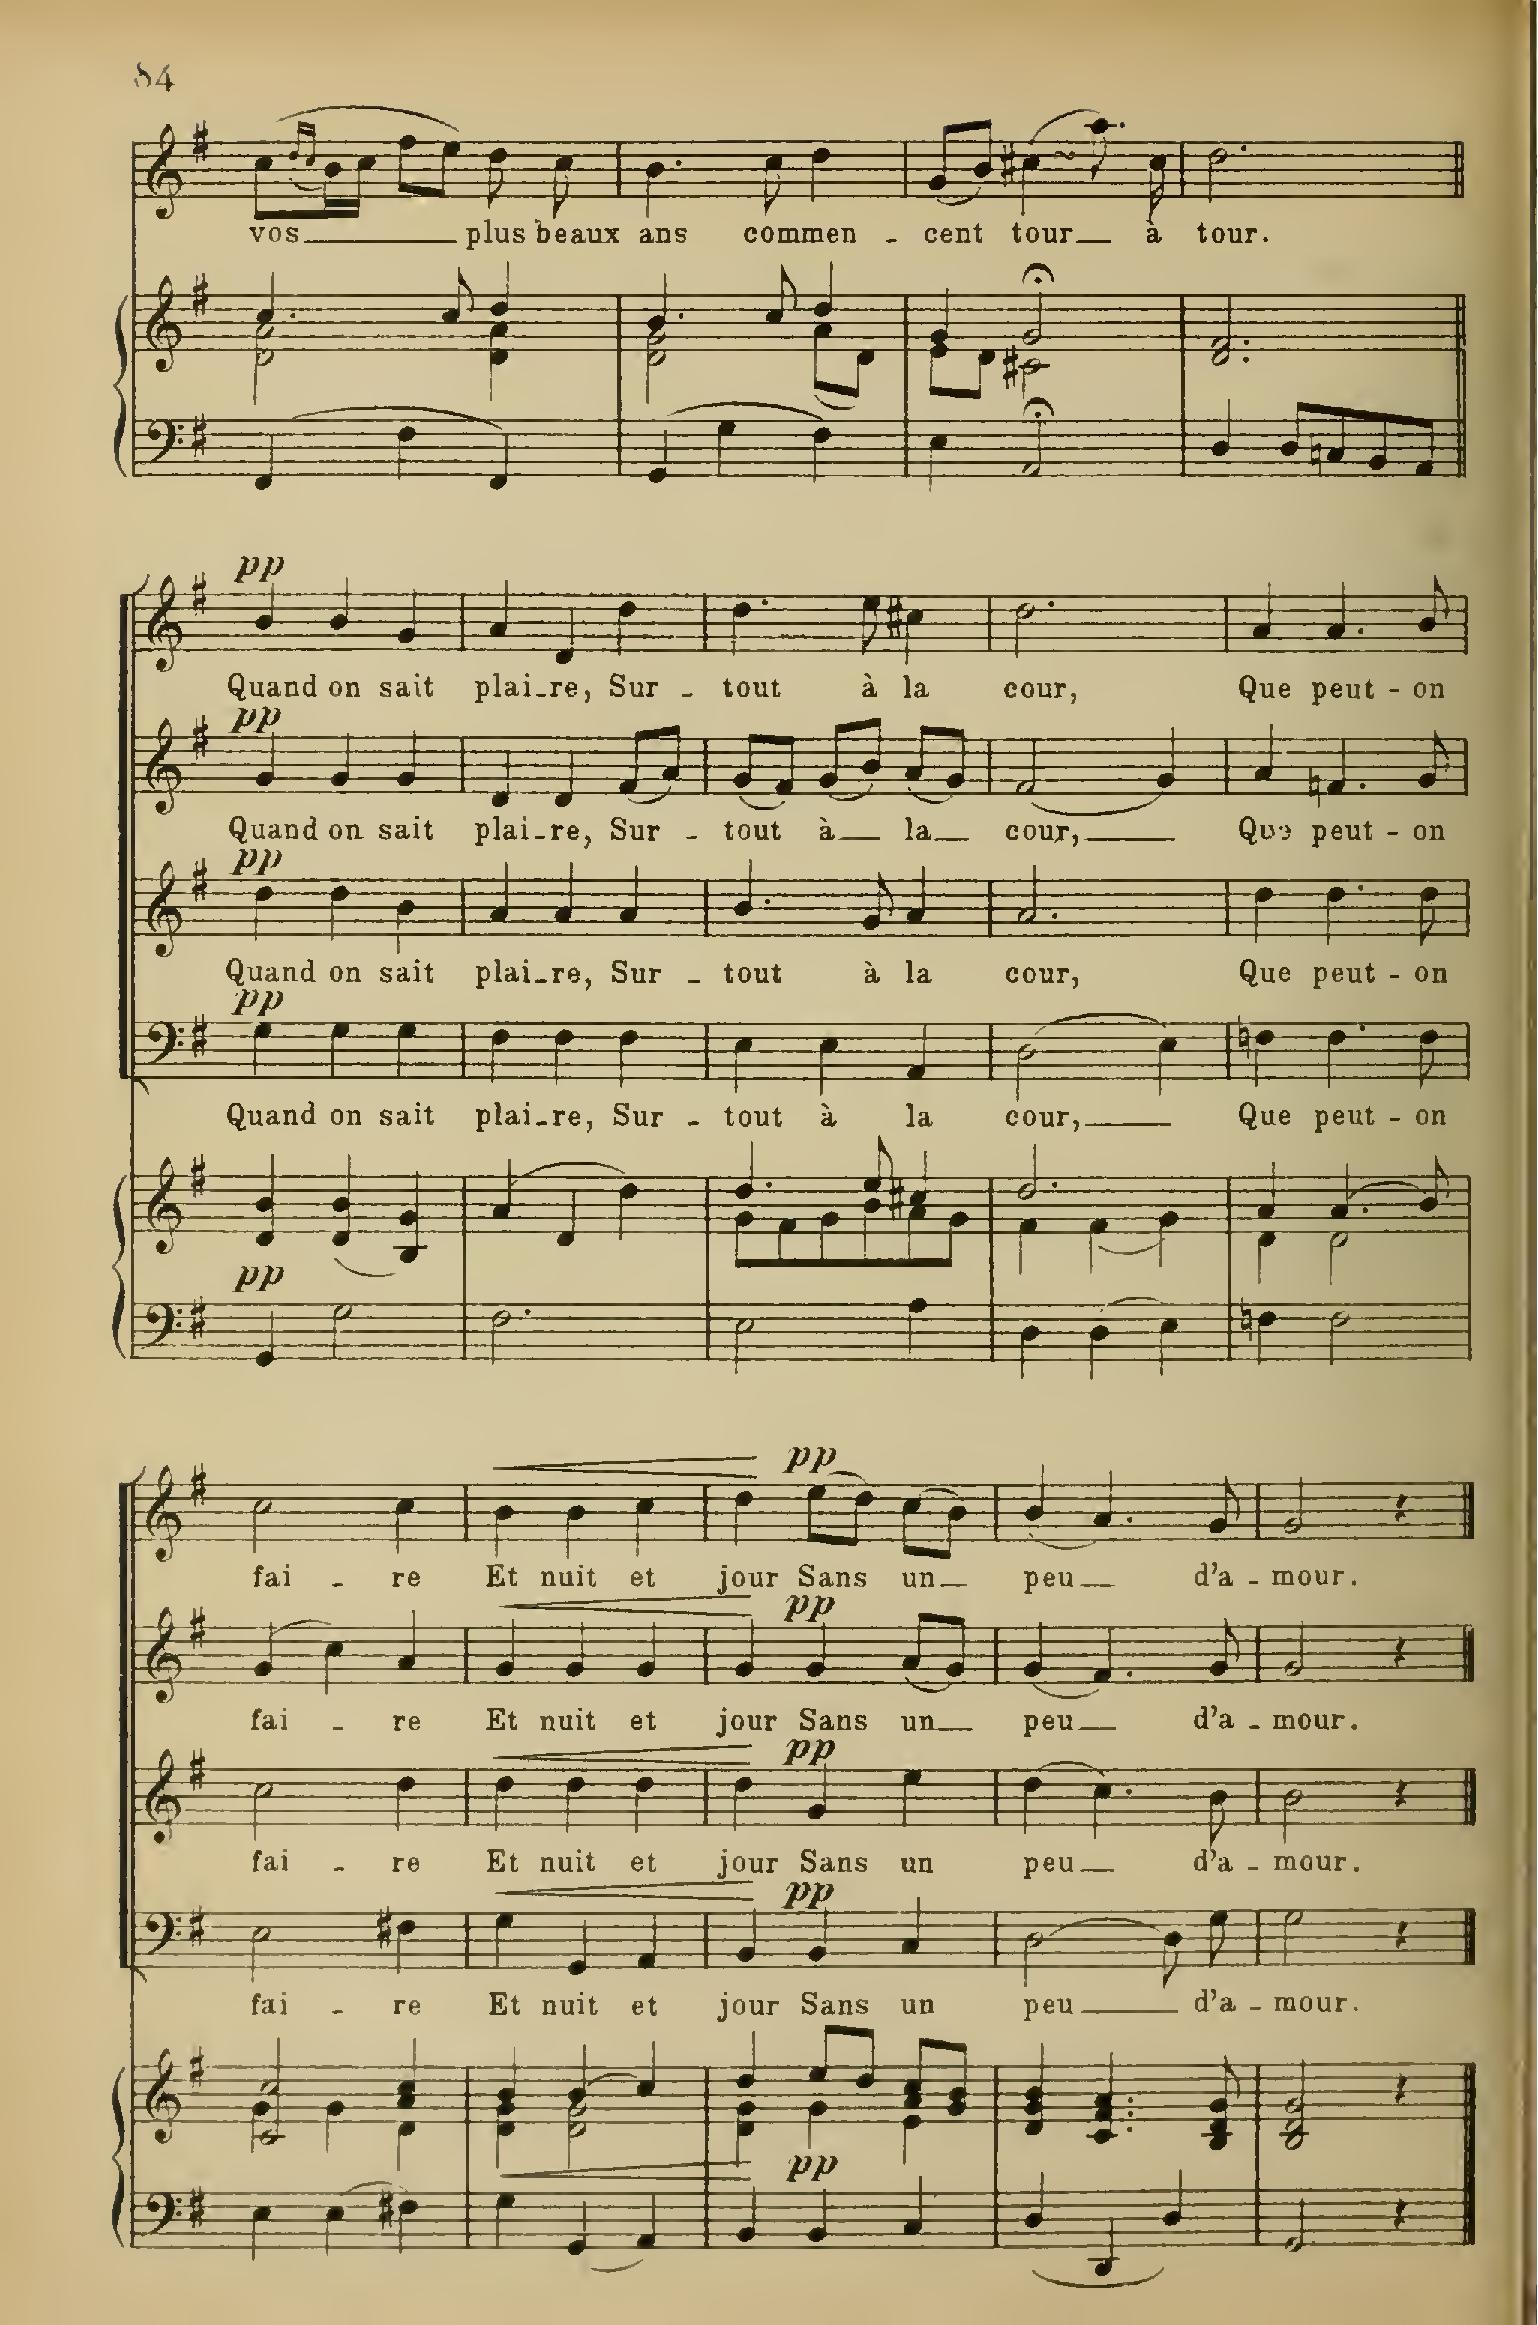 84
vos plus beaux ans commen - cent tour à tour.
pp
Quand on sait plai-re, Sur - tout à la cour, Que peut - on
pp
Quand on sait plai-re, Sur - tout à la cour, Que peut - on
pp
Quand on sait plai-re, Sur - tout à la cour, Que peut - on
pp
Quand on sait plai-re, Sur - tout à la cour, Que peut - on
pp
pp
fai - re Et nuit et jour Sans un peu d'a - mour.
pp
fai - re Et nuit et jour Sans un peu d'a - mour.
pp
fai - re Et nuit et jour Sans un peu d'a - mour.
pp
fai - re Et nuit et jour Sans un peu d'a - mour.
pp